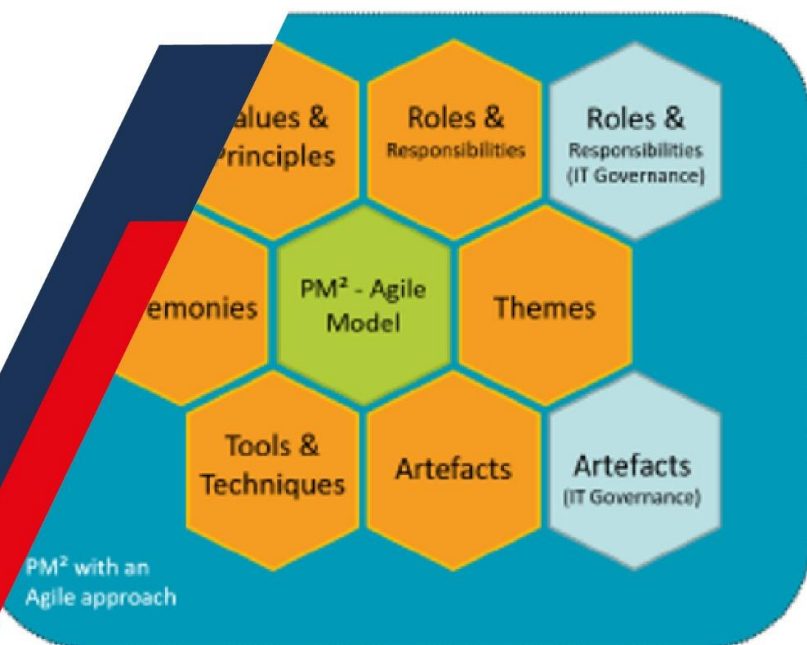 alues &
Principles
Roles &
Responsibilities
Roles &
Responsibilities
(IT Governance)
emonies
PM² - Agile
Model
Themes
Tools &
Techniques
Artefacts
Artefacts
(IT Governance)
PM² with an
Agile approach